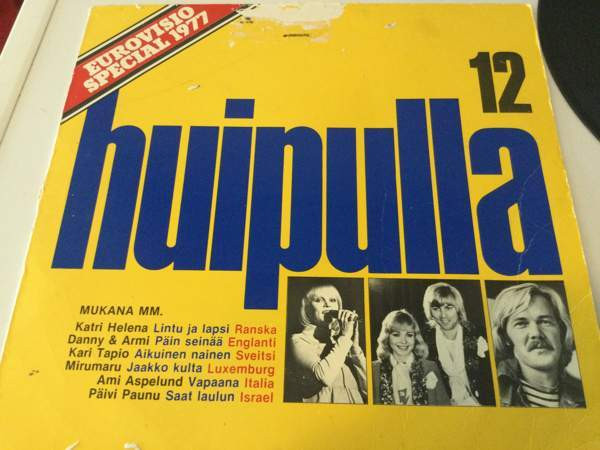 EUROVISIO
SPECIAL 1977
12
huipulla
MUKANA MM.
Katri Helena Lintu ja lapsi Ranska
Danny & Armi Päin seinää Englanti
Kari Tapio Aikuinen nainen Sveitsi
Mirumaru Jaakko kulta Luxemburg
Ami Aspelund Vapaana Italia
Päivi Paunu Saat laulun Israel